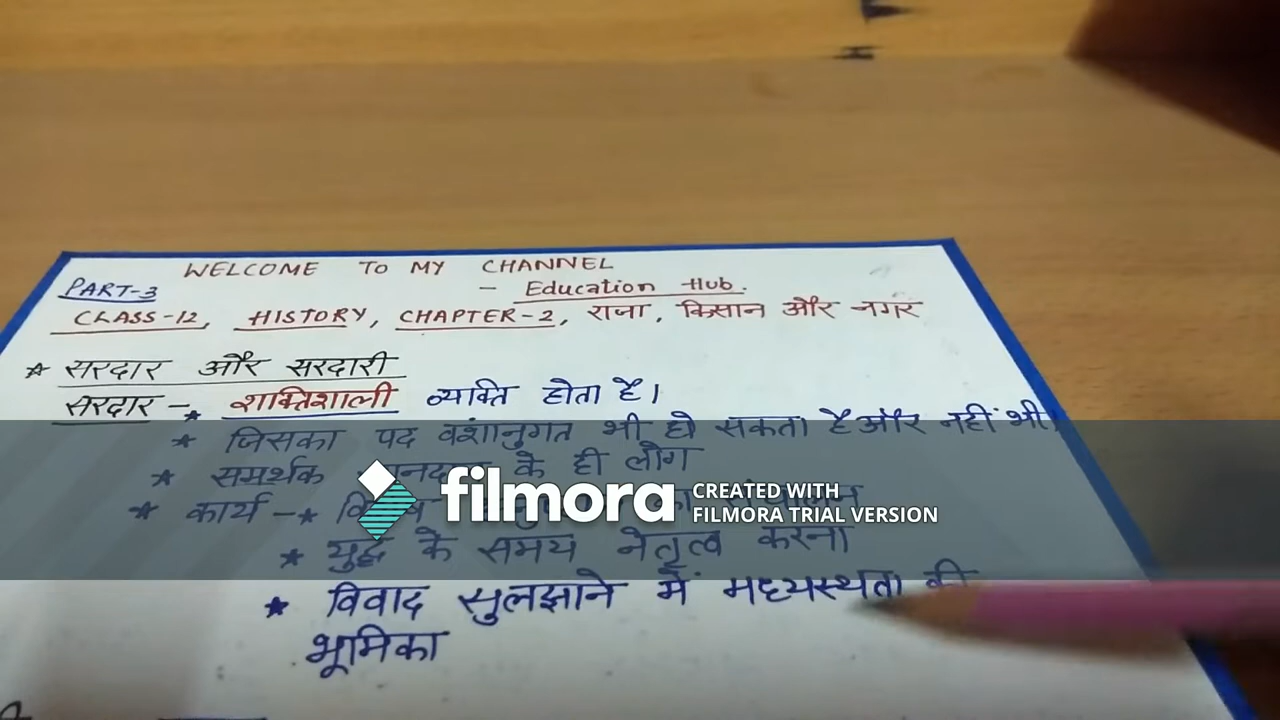 WELCOME TO MY CHANNEL
PART-3
- Education Hub.
CLASS-12, HISTORY, CHAPTER-2, राजा, किसान और नगर
* सरदार और सरदारी
सरदार - * शक्तिशाली व्यक्ति होता है।
* जिसका पद वंशानुगत भी हो सकता है और नहीं भी।
* समर्थक के ही लोग
* कार्य - *
filmora CREATED WITH
FILMORA TRIAL VERSION
* युद्ध के समय नेतृत्व करना
* विवाद सुलझाने में मध्यस्थता की
भूमिका